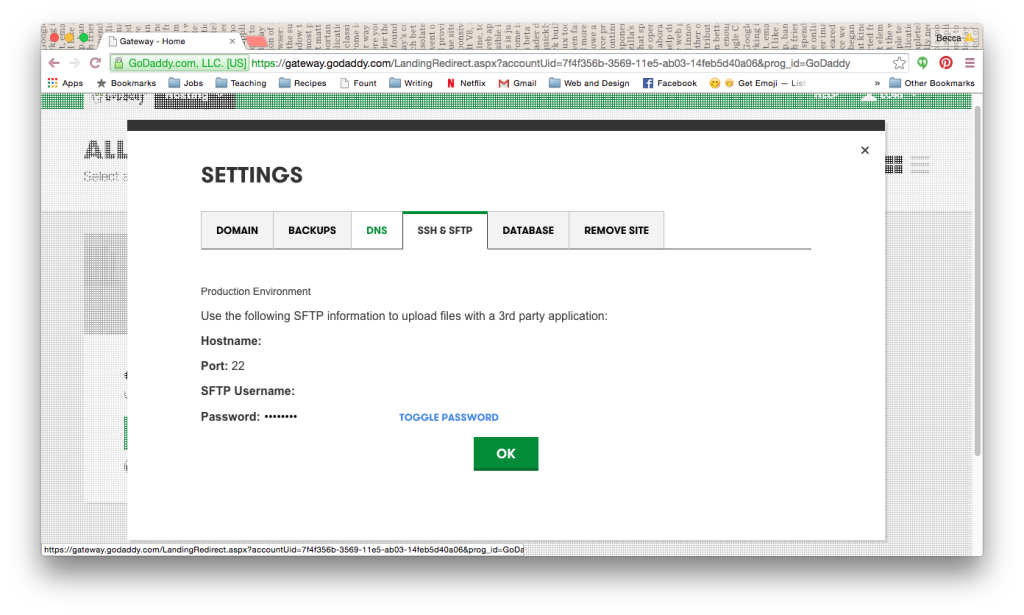 Gateway - Home ×
Becca
GoDaddy.com, LLC. [US] https://gateway.godaddy.com/LandingRedirect.aspx?accountUid=7f4f356b-3569-11e5-ab03-14feb5d40a06&prog_id=GoDaddy
Apps Bookmarks Jobs Teaching Recipes Fount Writing Netflix Gmail Web and Design Facebook Get Emoji — List » Other Bookmarks
ALL
Select a
×
SETTINGS
DOMAIN BACKUPS DNS SSH & SFTP DATABASE REMOVE SITE
Production Environment
Use the following SFTP information to upload files with a 3rd party application:
Hostname:
Port: 22
SFTP Username:
Password: •••••••• TOGGLE PASSWORD
OK
https://gateway.godaddy.com/LandingRedirect.aspx?accountUid=7f4f356b-3569-11e5-ab03-14feb5d40a06&prog_id=GoDa